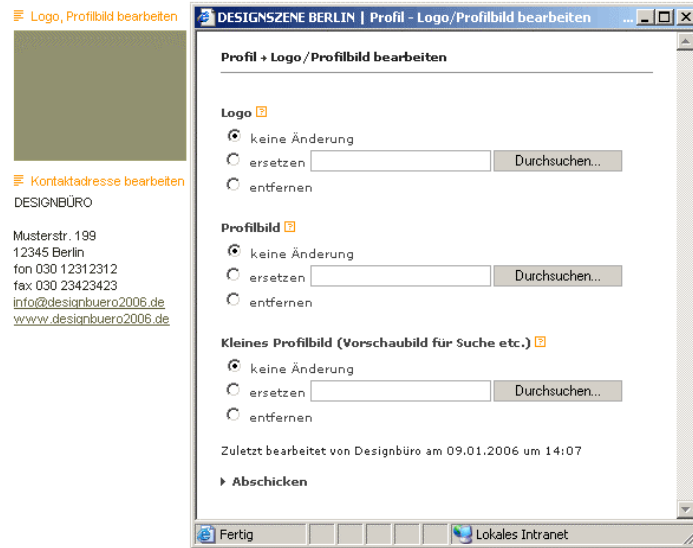 Logo, Profilbild bearbeiten
Kontaktadresse bearbeiten
DESIGNBÜRO
Musterstr. 199
12345 Berlin
fon 030 12312312
fax 030 23423423
info@designbuero2006.de
www.designbuero2006.de
DESIGNSZENE BERLIN | Profil - Logo/Profilbild bearbeiten ...
Profil + Logo/Profilbild bearbeiten
Logo ?
keine Änderung
ersetzen Durchsuchen...
entfernen
Profilbild ?
keine Änderung
ersetzen Durchsuchen...
entfernen
Kleines Profilbild (Vorschaubild für Suche etc.) ?
keine Änderung
ersetzen Durchsuchen...
entfernen
Zuletzt bearbeitet von Designbüro am 09.01.2006 um 14:07
Abschicken
Fertig Lokales Intranet